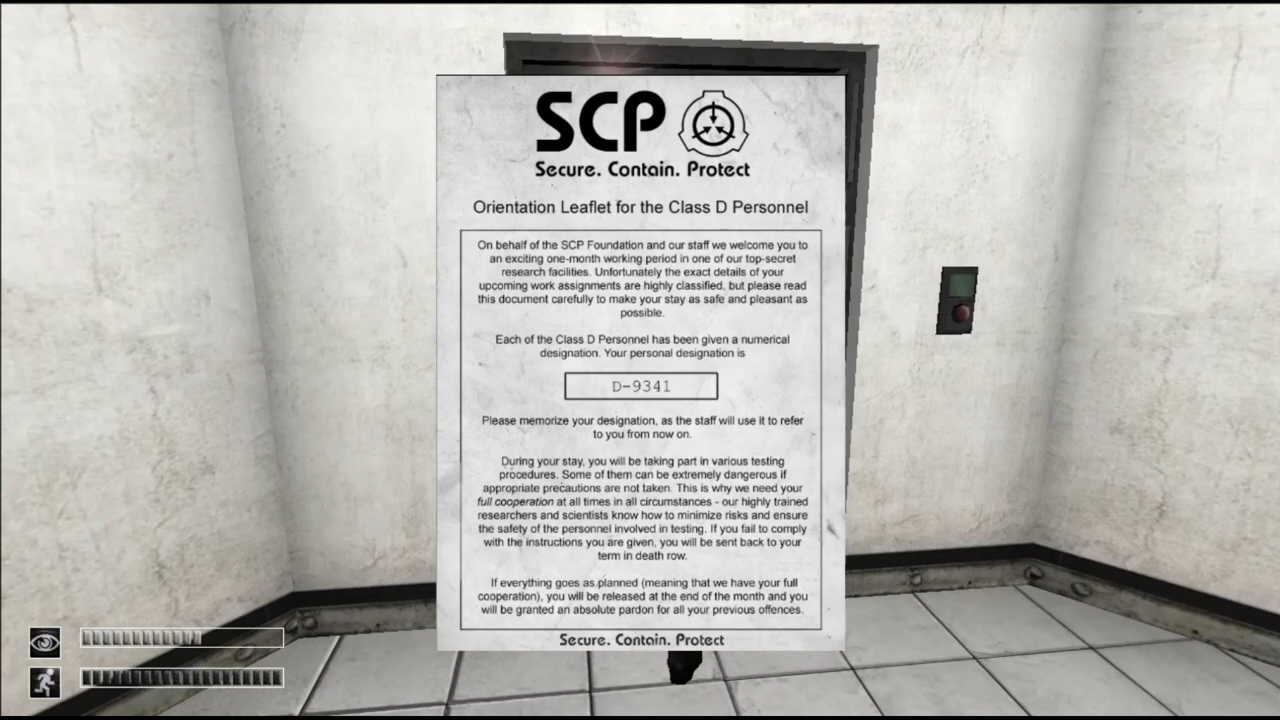 SCP
Secure. Contain. Protect
Orientation Leaflet for the Class D Personnel
On behalf of the SCP Foundation and our staff we welcome you to
an exciting one-month working period in one of our top-secret
research facilities. Unfortunately the exact details of your
upcoming work assignments are highly classified, but please read
this document carefully to make your stay as safe and pleasant as
possible.
Each of the Class D Personnel has been given a numerical
designation. Your personal designation is
D-9341
Please memorize your designation, as the staff will use it to refer
to you from now on.
During your stay, you will be taking part in various testing
procedures. Some of them can be extremely dangerous if
appropriate precautions are not taken. This is why we need your
full cooperation at all times in all circumstances - our highly trained
researchers and scientists know how to minimize risks and ensure
the safety of the personnel involved in testing. If you fail to comply
with the instructions you are given, you will be sent back to your
term in death row.
If everything goes as planned (meaning that we have your full
cooperation), you will be released at the end of the month and you
will be granted an absolute pardon for all your previous offences.
Secure. Contain. Protect